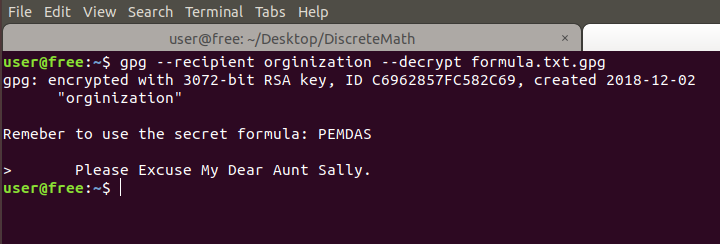 File Edit View Search Terminal Tabs Help
user@free: ~/Desktop/DiscreteMath ×
user@free:~$ gpg --recipient orginization --decrypt formula.txt.gpg
gpg: encrypted with 3072-bit RSA key, ID C6962857FC582C69, created 2018-12-02
"orginization"
Remeber to use the secret formula: PEMDAS
> Please Excuse My Dear Aunt Sally.
user@free:~$